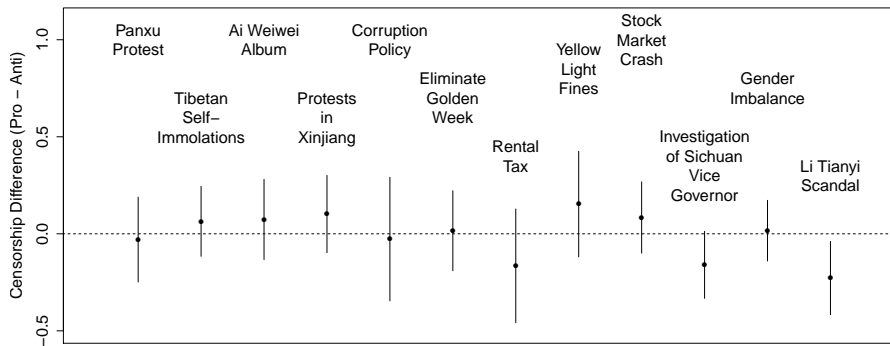 Censorship Difference (Pro − Anti)
1.0
0.5
0.0
−0.5
Panxu
Protest
Tibetan
Self−
Immolations
Ai Weiwei
Album
Protests
in
Xinjiang
Corruption
Policy
Eliminate
Golden
Week
Rental
Tax
Yellow
Light
Fines
Stock
Market
Crash
Investigation
of Sichuan
Vice
Governor
Gender
Imbalance
Li Tianyi
Scandal